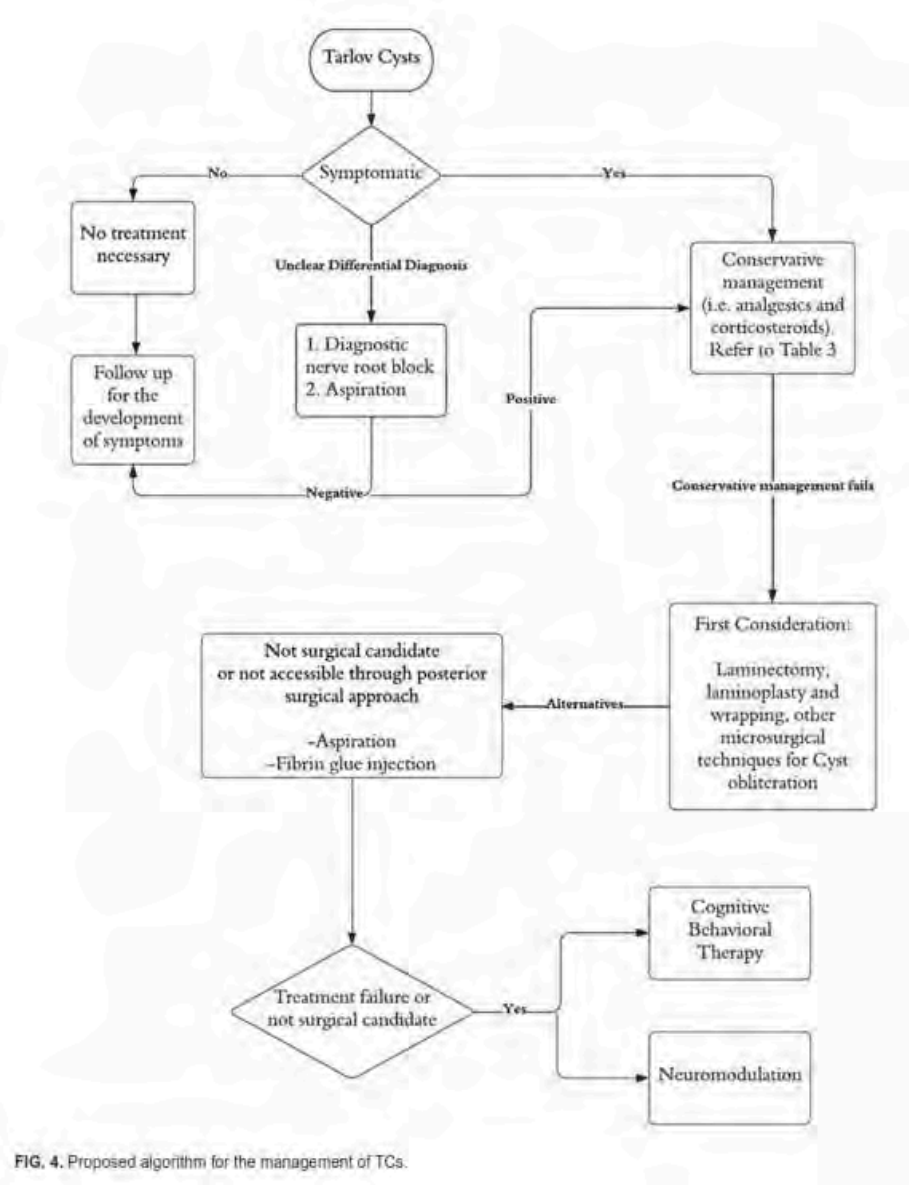 Tarlov Cysts
Symptomatic
No
Yes
No treatment
necessary
Unclear Differential Diagnosis
Conservative
management
(i.e. analgesics and
corticosteroids).
Refer to Table 3
1. Diagnostic
nerve root block
2. Aspiration
Follow up
for the
development
of symptoms
Positive
Negative
Conservative management fails
First Consideration:
Laminectomy,
laminoplasty and
wrapping, other
microsurgical
techniques for Cyst
obliteration
Alternatives
Not surgical candidate
or not accessible through posterior
surgical approach
-Aspiration
-Fibrin glue injection
Treatment failure or
not surgical candidate
Yes
Cognitive
Behavioral
Therapy
Neuromodulation
FIG. 4. Proposed algorithm for the management of TCs.